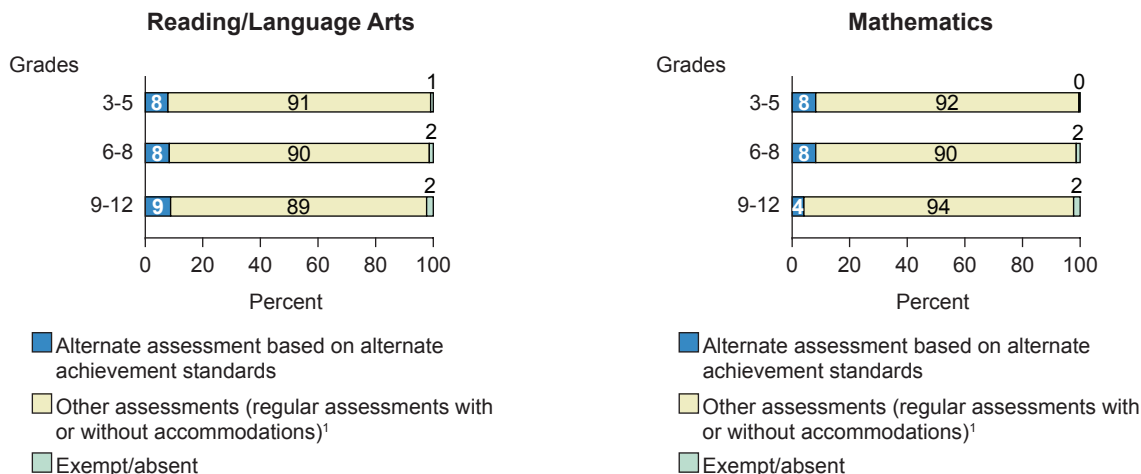 Reading/Language Arts
Grades
1
3-5 8 91
2
6-8 8 90
2
9-12 9 89
0 20 40 60 80 100
Percent
Alternate assessment based on alternate
achievement standards
Other assessments (regular assessments with
or without accommodations)¹
Exempt/absent
Mathematics
Grades
0
3-5 8 92
2
6-8 8 90
2
9-12 4 94
0 20 40 60 80 100
Percent
Alternate assessment based on alternate
achievement standards
Other assessments (regular assessments with
or without accommodations)¹
Exempt/absent